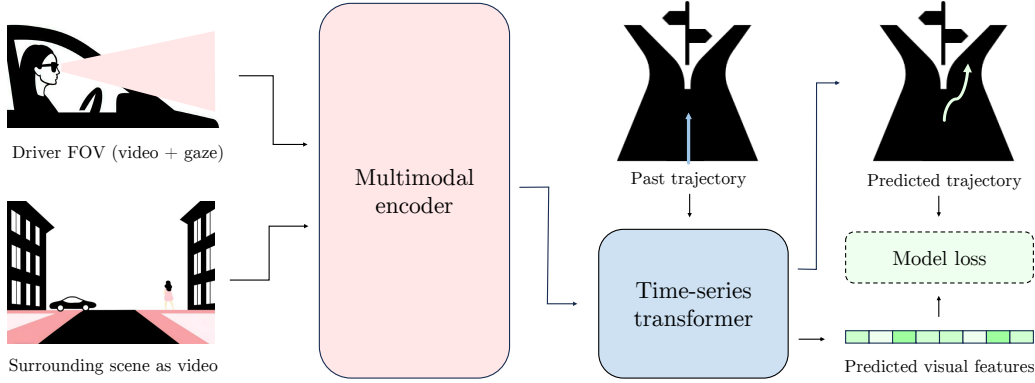 Driver FOV (video + gaze)
Surrounding scene as video
Multimodal
encoder
Past trajectory
Time-series
transformer
Predicted trajectory
Model loss
Predicted visual features